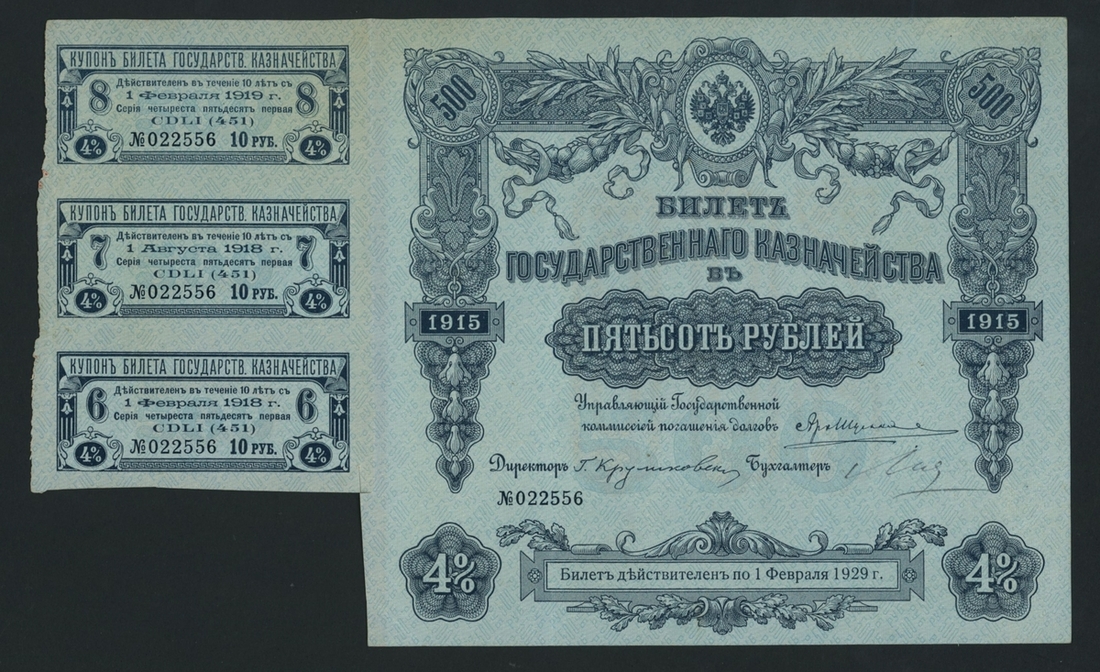 КУПОНЪ БИЛЕТА ГОСУДАРСТВ. КАЗНАЧЕЙСТВА
8 Дѣйствителенъ въ теченіе 10 лѣтъ съ 8
1 Февраля 1919 г.
Серія четыреста пятьдесятъ первая
CDLI (451)
4% №022556 10 РУБ. 4%
КУПОНЪ БИЛЕТА ГОСУДАРСТВ. КАЗНАЧЕЙСТВА
7 Дѣйствителенъ въ теченіе 10 лѣтъ съ 7
1 Августа 1918 г.
Серія четыреста пятьдесятъ первая
CDLI (451)
4% №022556 10 РУБ. 4%
КУПОНЪ БИЛЕТА ГОСУДАРСТВ. КАЗНАЧЕЙСТВА
6 Дѣйствителенъ въ теченіе 10 лѣтъ съ 6
1 Февраля 1918 г.
Серія четыреста пятьдесятъ первая
CDLI (451)
4% №022556 10 РУБ. 4%
500 500
БИЛЕТЪ
ГОСУДАРСТВЕННАГО КАЗНАЧЕЙСТВА
ВЪ
1915 ПЯТЬСОТЪ РУБЛЕЙ 1915
Управляющій Государственной
коммиссіей погашенія долговъ
Директоръ Бухгалтеръ
500
№022556
4% Билетъ дѣйствителенъ по 1 Февраля 1929 г. 4%